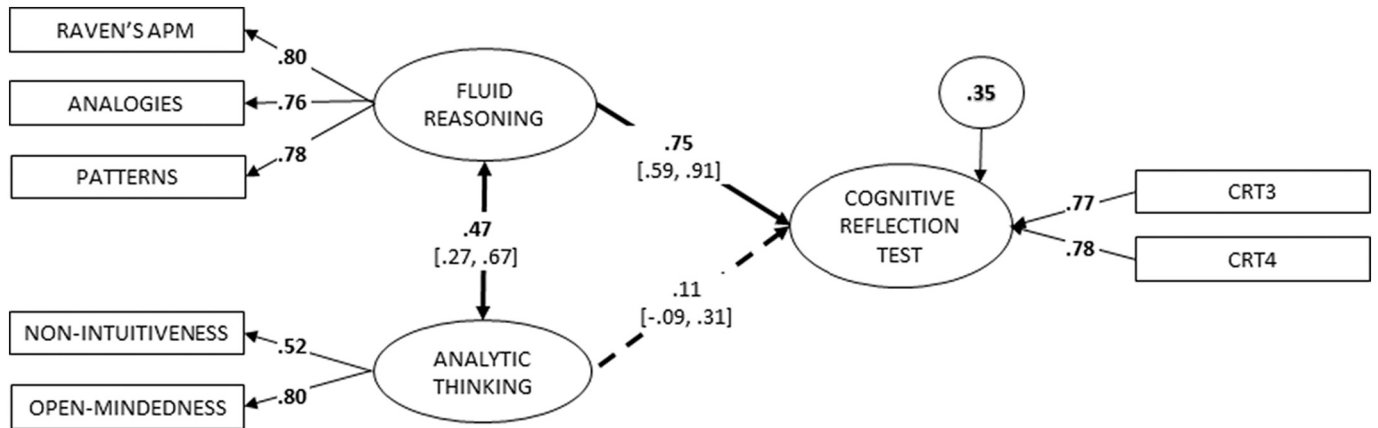 RAVEN'S APM
.80
ANALOGIES
.76
PATTERNS
.78
FLUID
REASONING
.47
[.27, .67]
NON-INTUITIVENESS
.52
OPEN-MINDEDNESS
.80
ANALYTIC
THINKING
.75
[.59, .91]
.11
[-.09, .31]
.35
COGNITIVE
REFLECTION
TEST
.77
CRT3
.78
CRT4